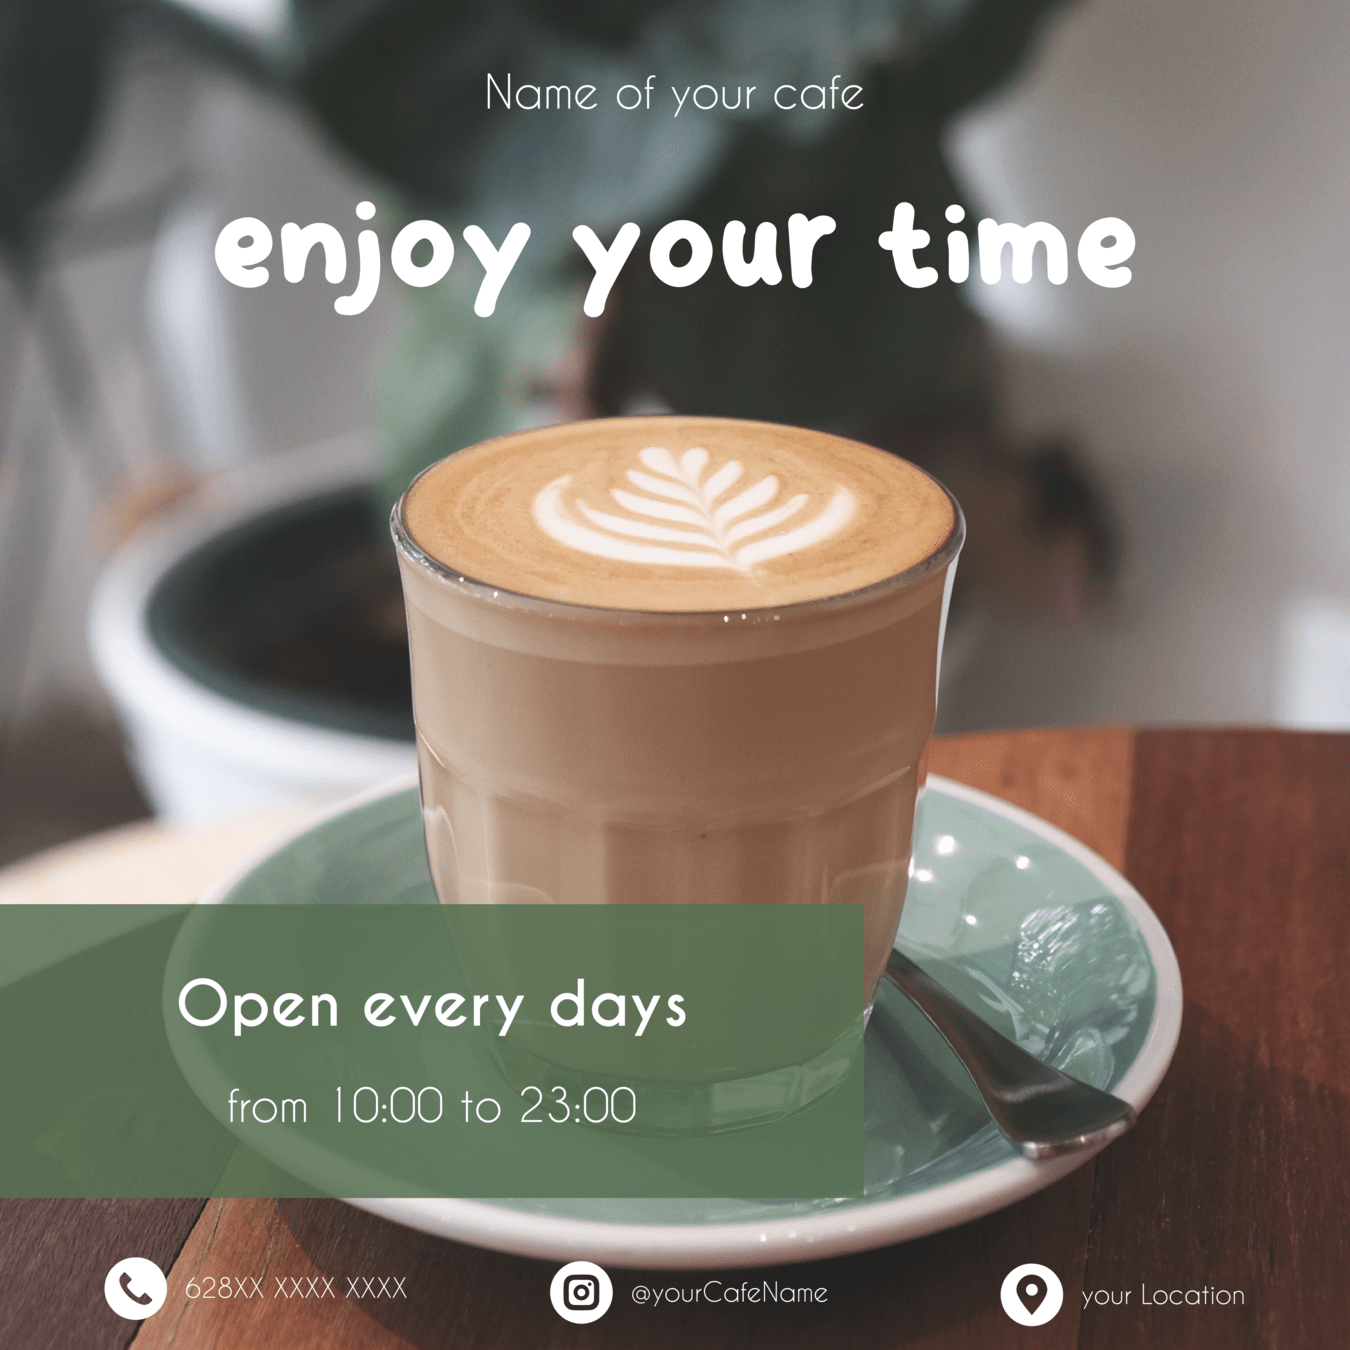 Name of your cafe
enjoy your time
Open every days
from 10:00 to 23:00
628XX XXXX XXXX
@yourCafeName
your Location